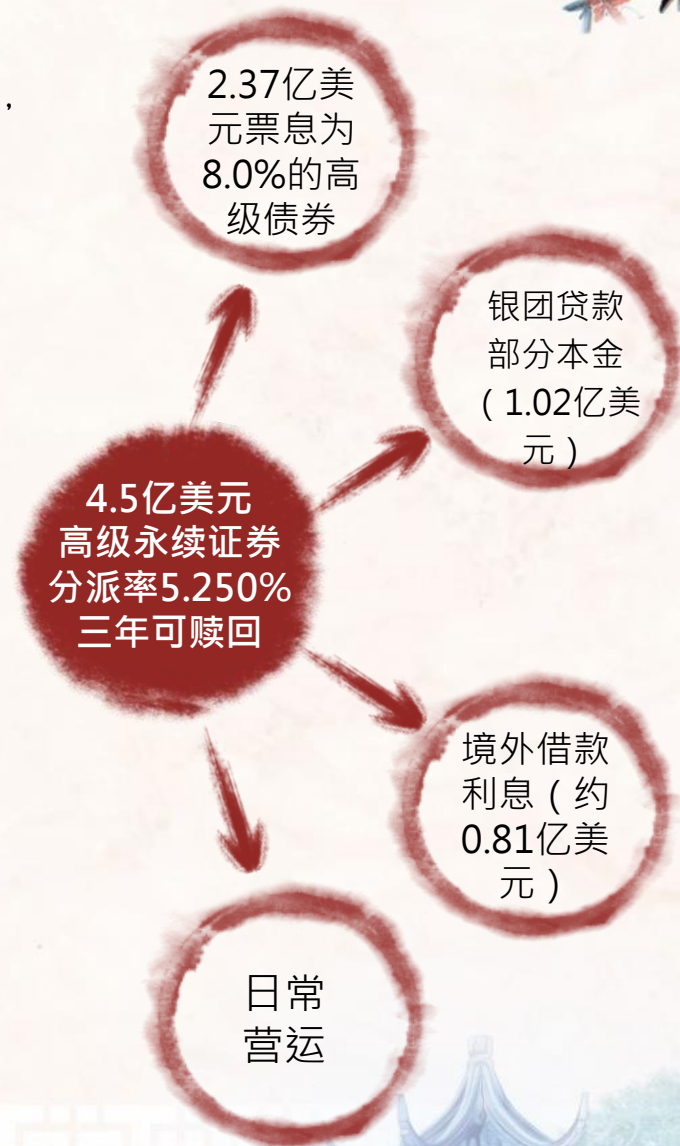 ，
2.37亿美
元票息为
8.0%的高
级债券
银团贷款
部分本金
（1.02亿美
元）
4.5亿美元
高级永续证券
分派率5.250%
三年可赎回
境外借款
利息（约
0.81亿美
元）
日常
营运